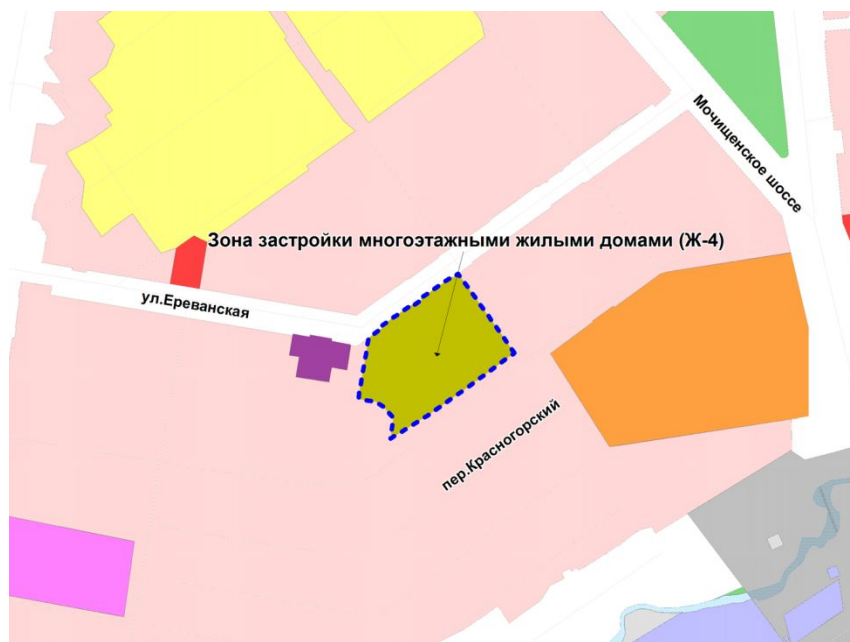 Мочищенское шоссе
Зона застройки многоэтажными жилыми домами (Ж-4)
ул.Ереванская
пер.Красногорский